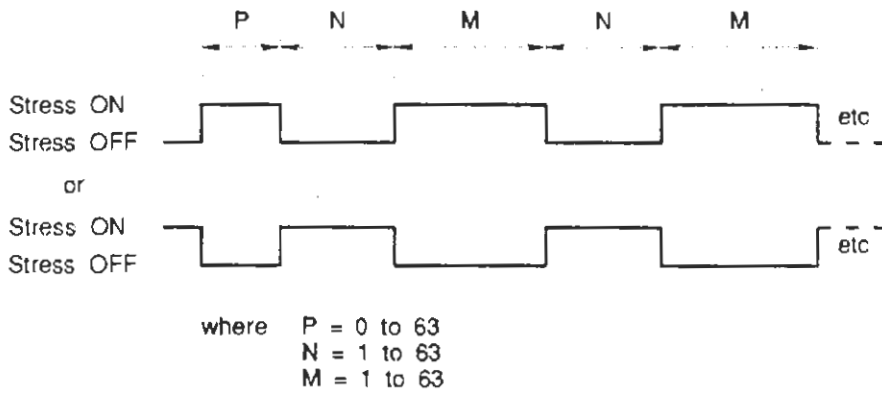 P N M N M
Stress ON
etc
Stress OFF
or
Stress ON
etc
Stress OFF
where P = 0 to 63
N = 1 to 63
M = 1 to 63